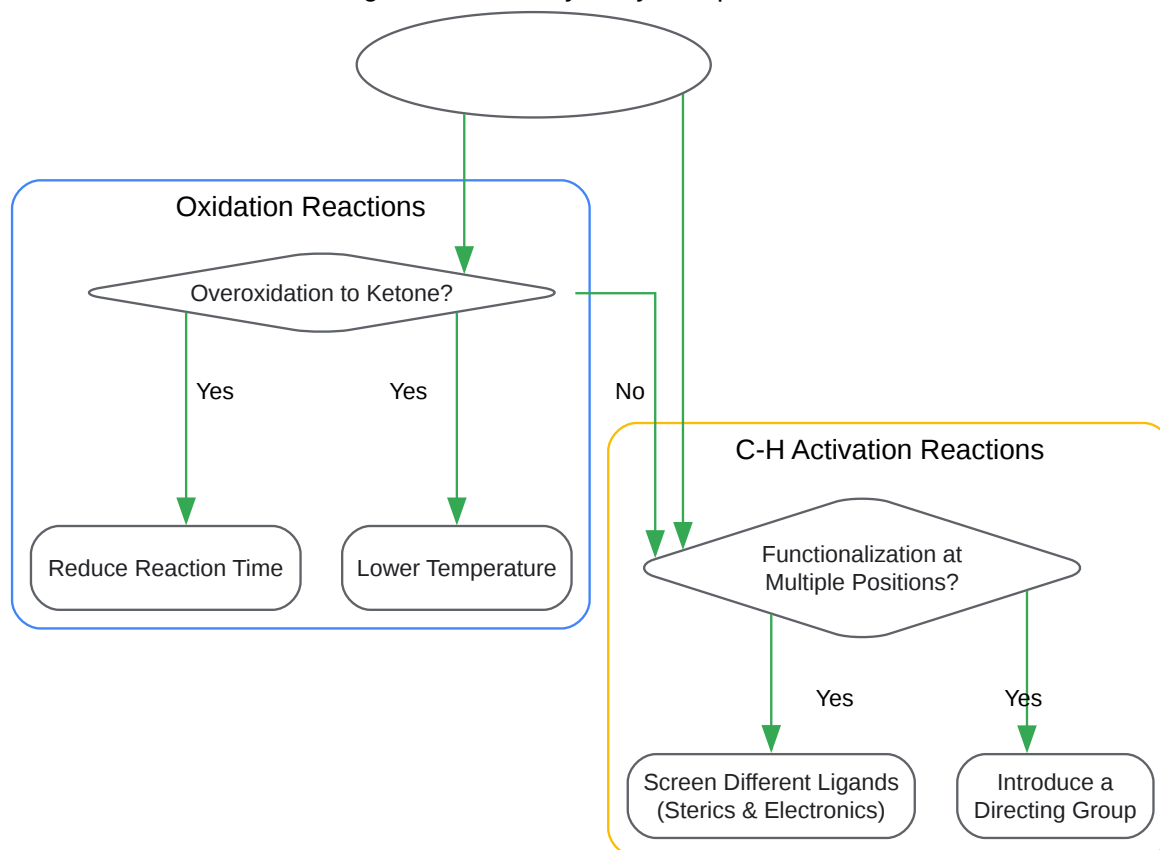 Oxidation Reactions
Overoxidation to Ketone?
Yes
Yes
No
Reduce Reaction Time
Lower Temperature
C-H Activation Reactions
Functionalization at
Multiple Positions?
Yes
Yes
Screen Different Ligands
(Sterics & Electronics)
Introduce a
Directing Group